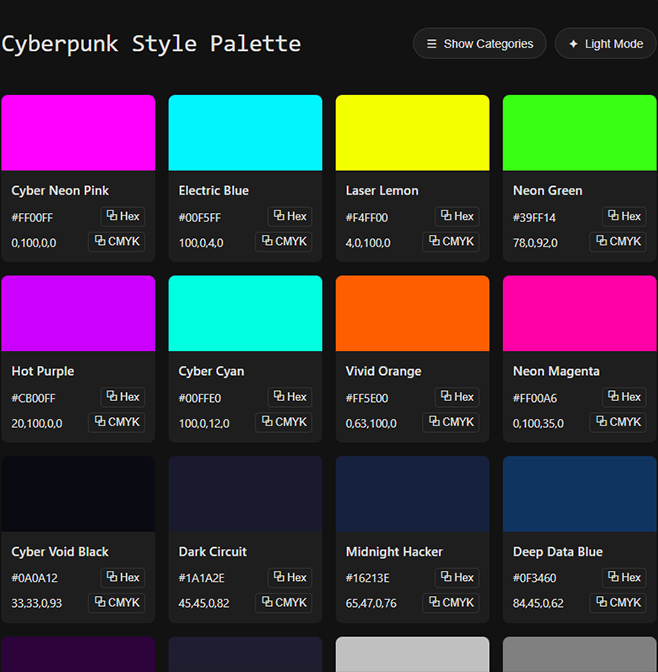 Cyberpunk Style Palette
☰ Show Categories
✦ Light Mode
Cyber Neon Pink
#FF00FF Hex
0,100,0,0 CMYK
Electric Blue
#00F5FF Hex
100,0,4,0 CMYK
Laser Lemon
#F4FF00 Hex
4,0,100,0 CMYK
Neon Green
#39FF14 Hex
78,0,92,0 CMYK
Hot Purple
#CB00FF Hex
20,100,0,0 CMYK
Cyber Cyan
#00FFE0 Hex
100,0,12,0 CMYK
Vivid Orange
#FF5E00 Hex
0,63,100,0 CMYK
Neon Magenta
#FF00A6 Hex
0,100,35,0 CMYK
Cyber Void Black
#0A0A12 Hex
33,33,0,93 CMYK
Dark Circuit
#1A1A2E Hex
45,45,0,82 CMYK
Midnight Hacker
#16213E Hex
65,47,0,76 CMYK
Deep Data Blue
#0F3460 Hex
84,45,0,62 CMYK